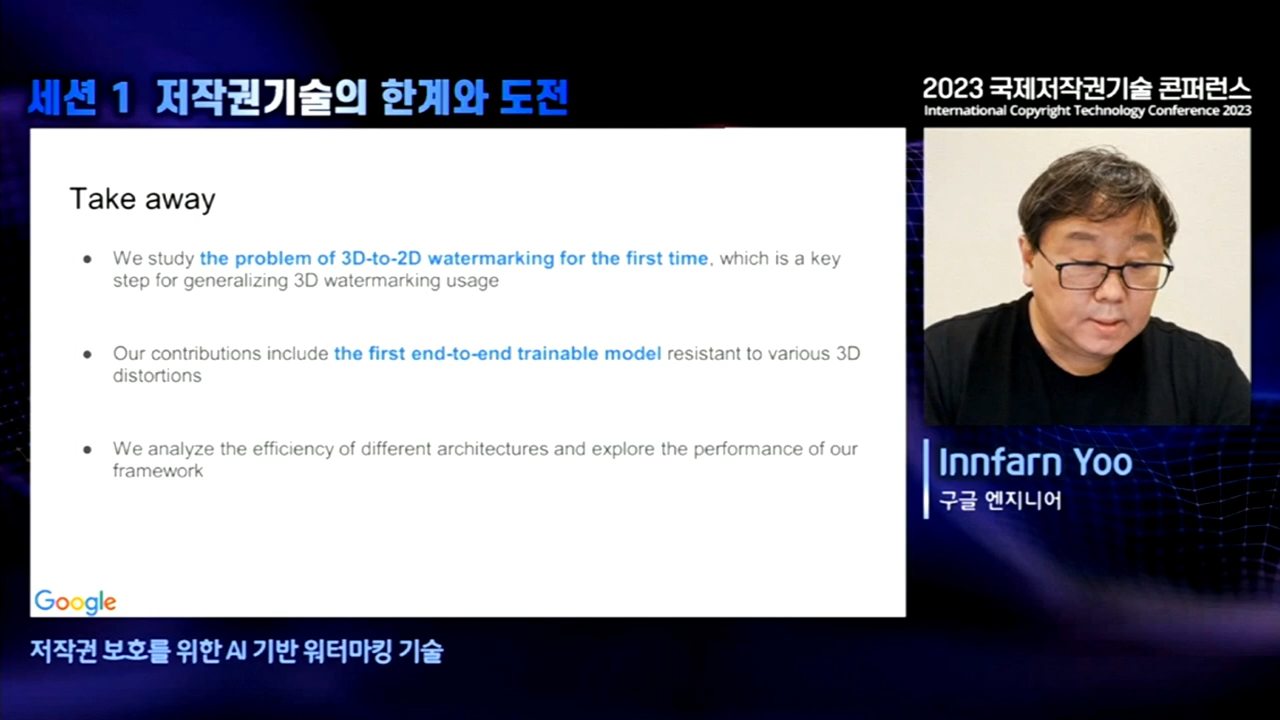 세션 1 저작권기술의 한계와 도전
2023 국제저작권기술 콘퍼런스
International Copyright Technology Conference 2023
Take away
● We study the problem of 3D-to-2D watermarking for the first time, which is a key
step for generalizing 3D watermarking usage
● Our contributions include the first end-to-end trainable model resistant to various 3D
distortions
● We analyze the efficiency of different architectures and explore the performance of our
framework
Google
Innfarn Yoo
구글 엔지니어
저작권 보호를 위한 AI 기반 워터마킹 기술